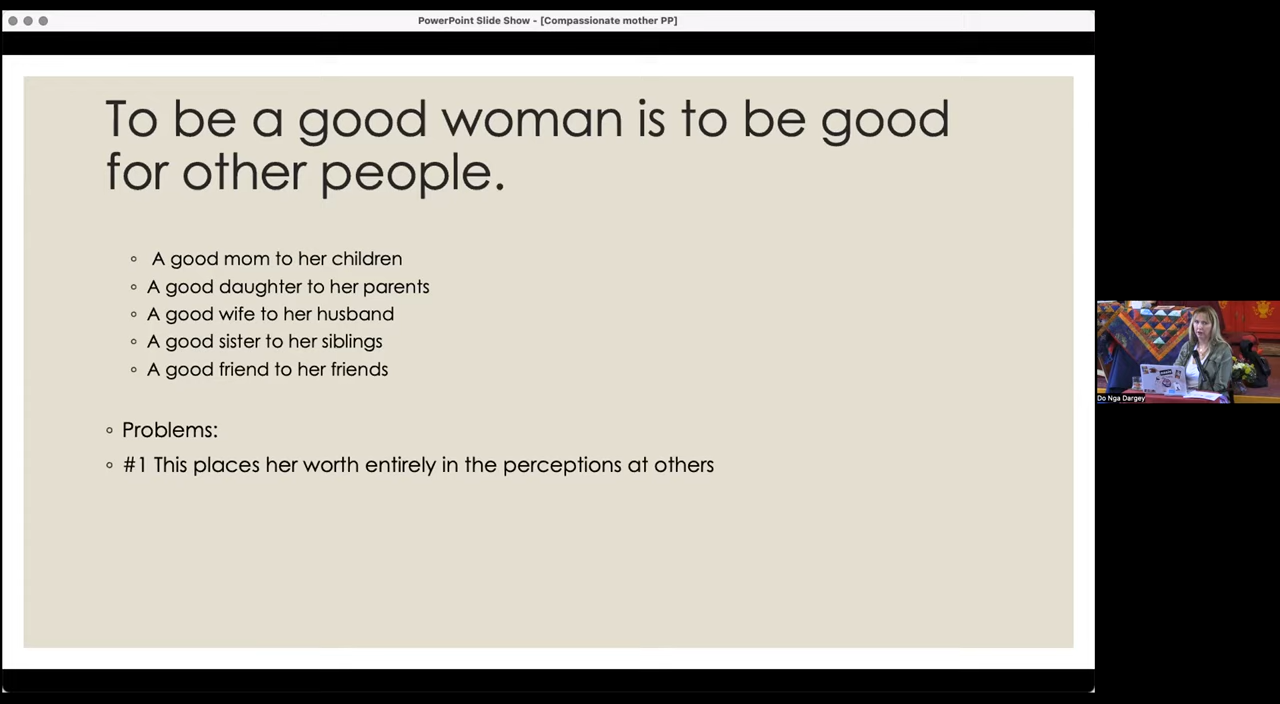 PowerPoint Slide Show - [Compassionate mother PP]
To be a good woman is to be good
for other people.
◦ A good mom to her children
◦ A good daughter to her parents
◦ A good wife to her husband
◦ A good sister to her siblings
◦ A good friend to her friends
◦ Problems:
◦ #1 This places her worth entirely in the perceptions at others
Do Nga Dargey